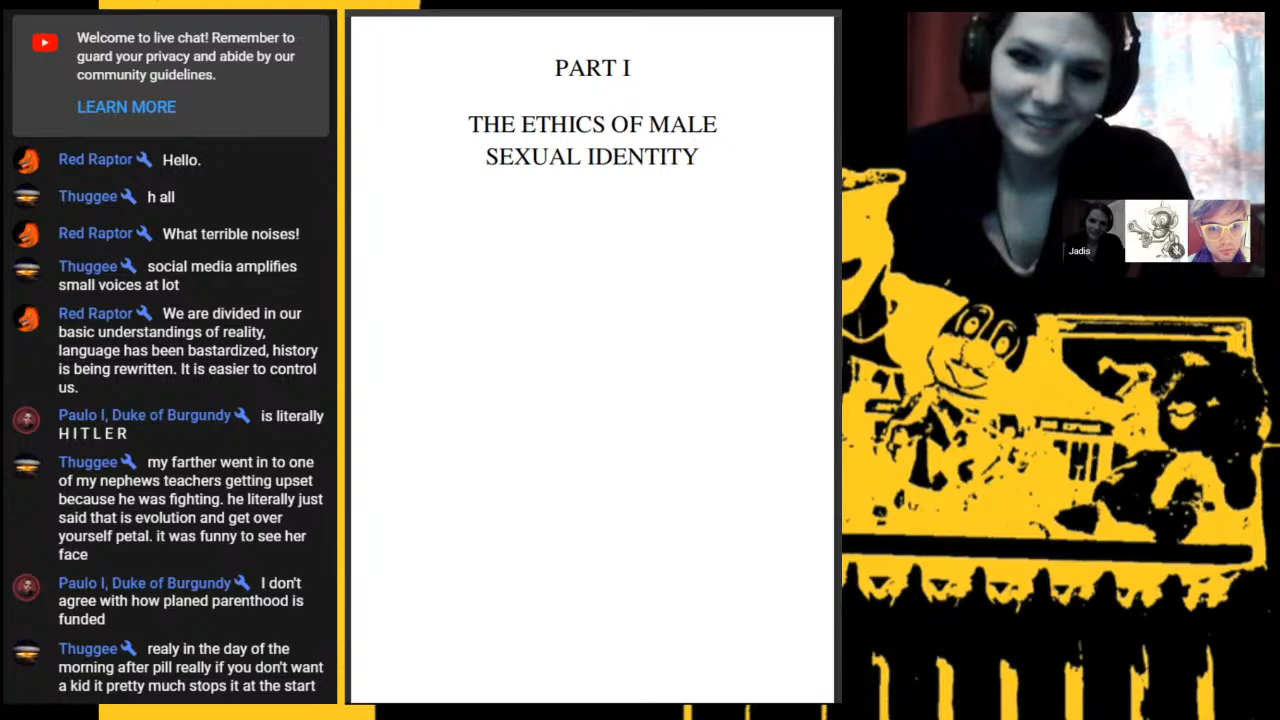 Welcome to live chat! Remember to
guard your privacy and abide by our
community guidelines.
LEARN MORE
Red Raptor Hello.
Thuggee h all
Red Raptor What terrible noises!
Thuggee social media amplifies
small voices at lot
Red Raptor We are divided in our
basic understandings of reality,
language has been bastardized, history
is being rewritten. It is easier to control
us.
Paulo I, Duke of Burgundy is literally
H I T L E R
Thuggee my farther went in to one
of my nephews teachers getting upset
because he was fighting. he literally just
said that is evolution and get over
yourself petal. it was funny to see her
face
Paulo I, Duke of Burgundy I don't
agree with how planed parenthood is
funded
Thuggee realy in the day of the
morning after pill really if you don't want
a kid it pretty much stops it at the start
PART I
THE ETHICS OF MALE
SEXUAL IDENTITY
Jadis